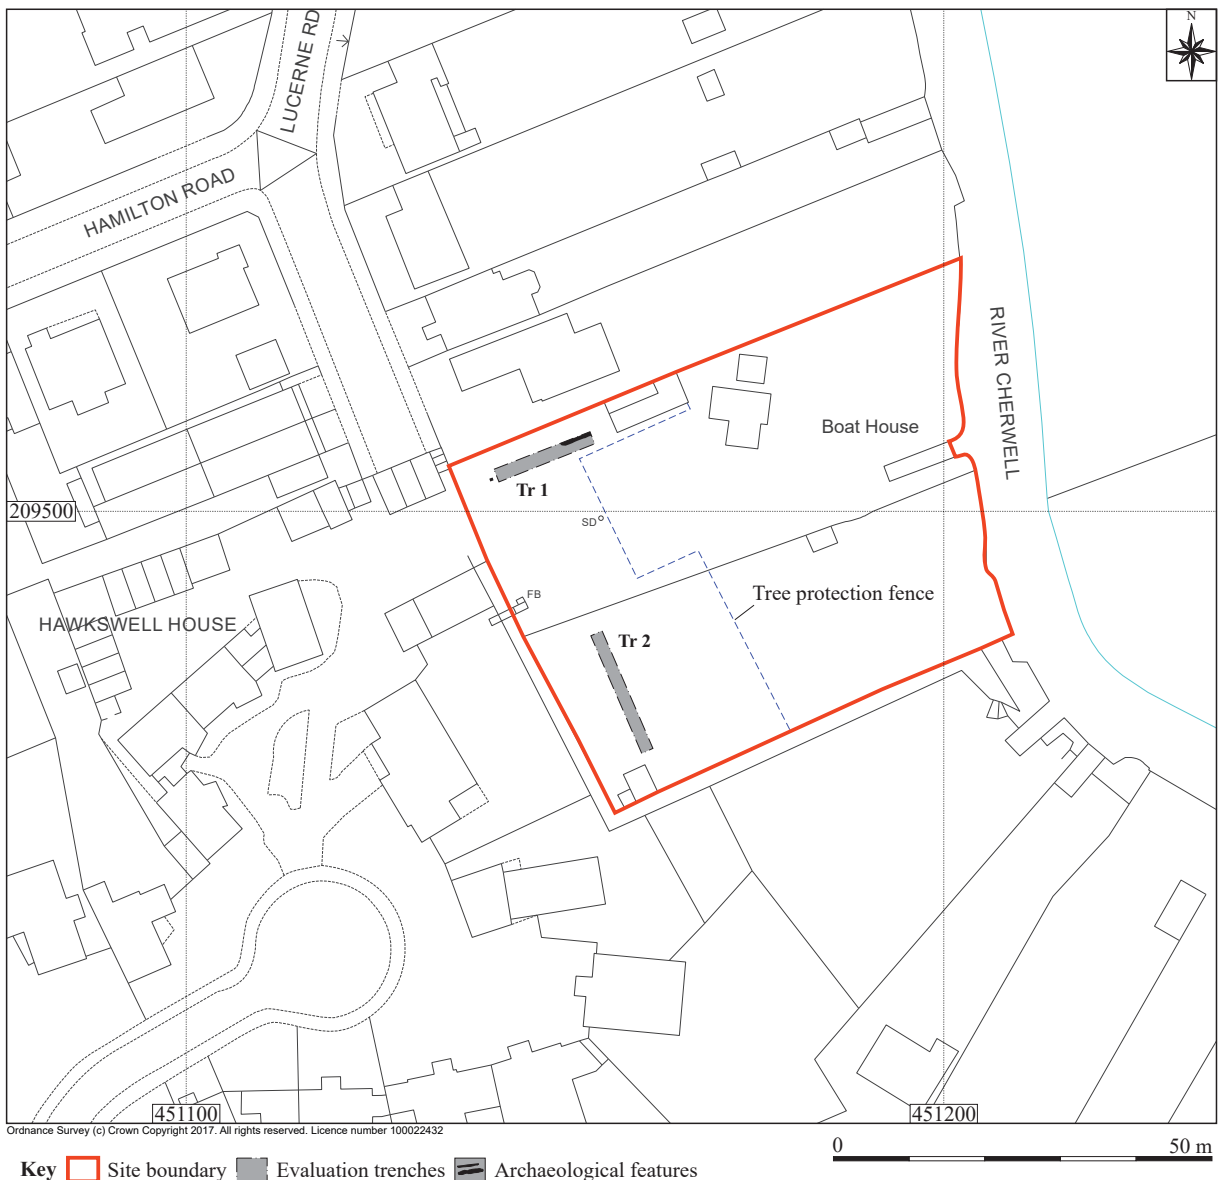 N
LUCERNE RD
HAMILTON ROAD
RIVER CHERWELL
Boat House
Tr 1
209500
SD
FB
Tree protection fence
HAWKSWELL HOUSE
Tr 2
451100
451200
Ordnance Survey (c) Crown Copyright 2017. All rights reserved. Licence number 100022432
0 50 m
Key Site boundary Evaluation trenches Archaeological features